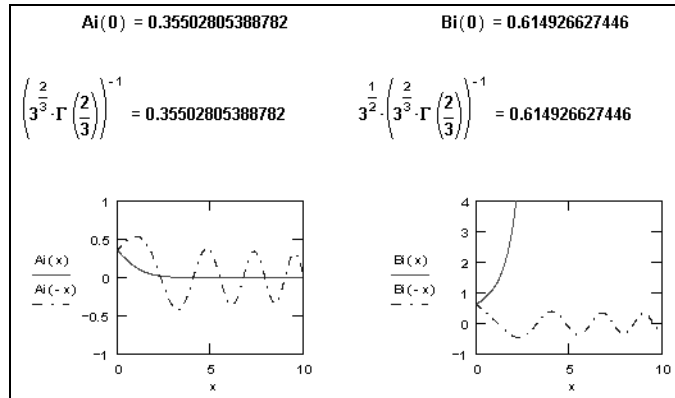 Ai(0) = 0.35502805388782
Bi(0) = 0.614926627446
(3^(2/3)·Γ(2/3))^-1 = 0.35502805388782
3^(1/2)·(3^(2/3)·Γ(2/3))^-1 = 0.614926627446
1
0.5
0
−0.5
−1
Ai(x)
Ai(-x)
0 5 10
x
4
3
2
1
0
−1
Bi(x)
Bi(-x)
0 5 10
x